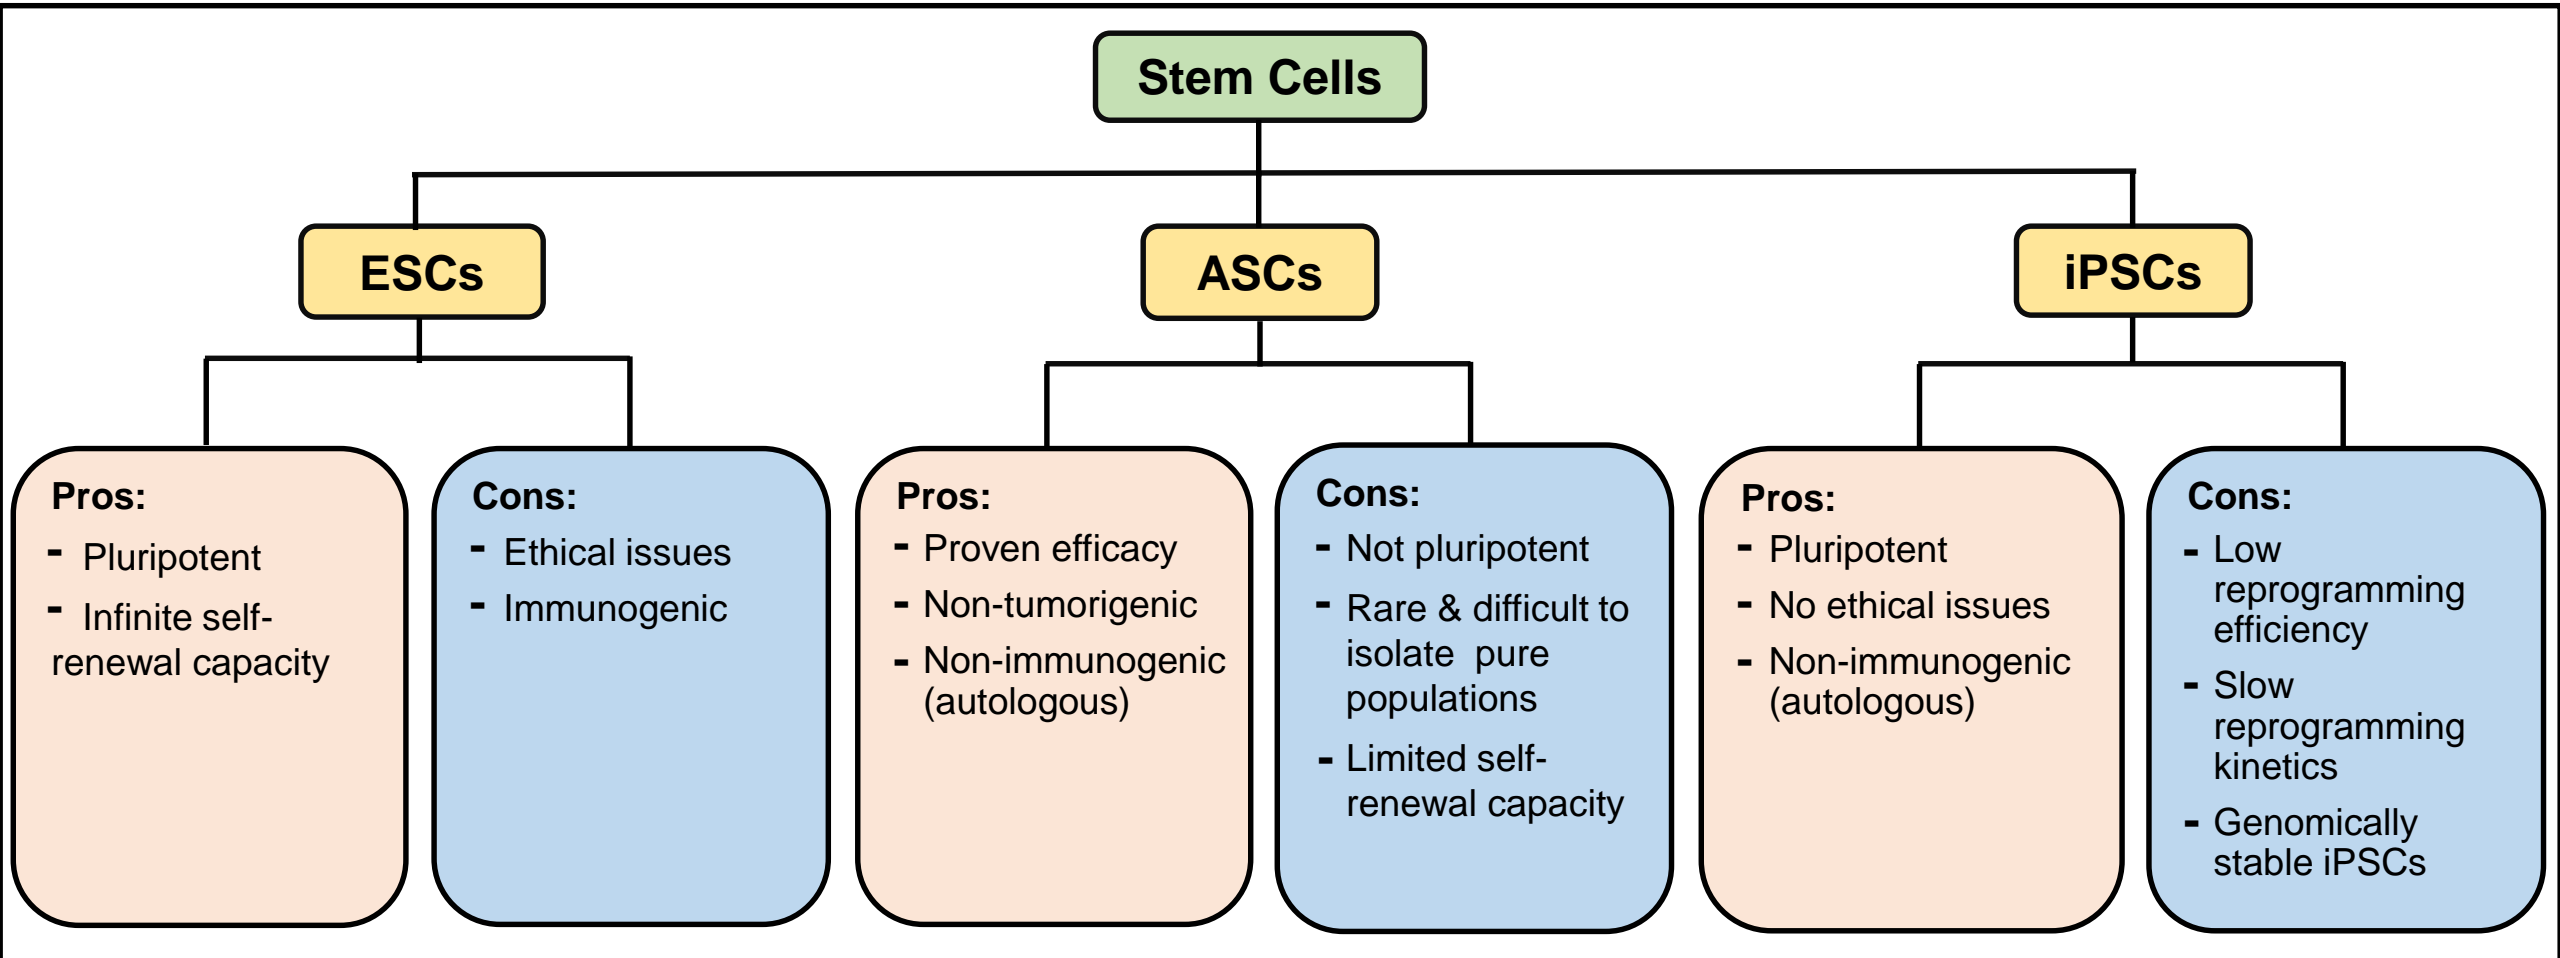 Stem Cells
ESCs
ASCs
iPSCs
Pros:
- Pluripotent
- Infinite self-
renewal capacity
Cons:
- Ethical issues
- Immunogenic
Pros:
- Proven efficacy
- Non-tumorigenic
- Non-immunogenic
(autologous)
Cons:
- Not pluripotent
- Rare & difficult to
isolate pure
populations
- Limited self-
renewal capacity
Pros:
- Pluripotent
- No ethical issues
- Non-immunogenic
(autologous)
Cons:
- Low
reprogramming
efficiency
- Slow
reprogramming
kinetics
- Genomically
stable iPSCs